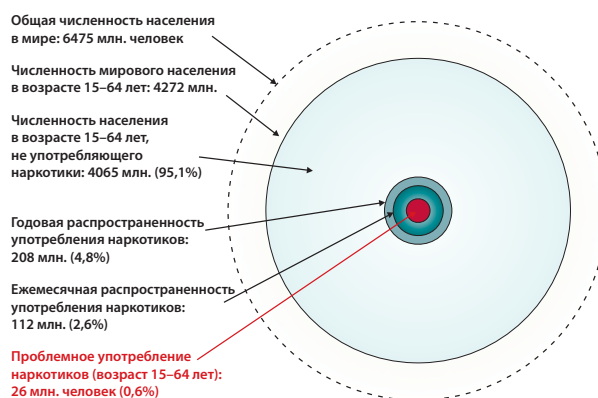 Общая численность населения
в мире: 6475 млн. человек
Численность мирового населения
в возрасте 15–64 лет: 4272 млн.
Численность населения
в возрасте 15–64 лет,
не употребляющего
наркотики: 4065 млн. (95,1%)
Годовая распространенность
употребления наркотиков:
208 млн. (4,8%)
Ежемесячная распространенность
употребления наркотиков:
112 млн. (2,6%)
Проблемное употребление
наркотиков (возраст 15–64 лет):
26 млн. человек (0,6%)